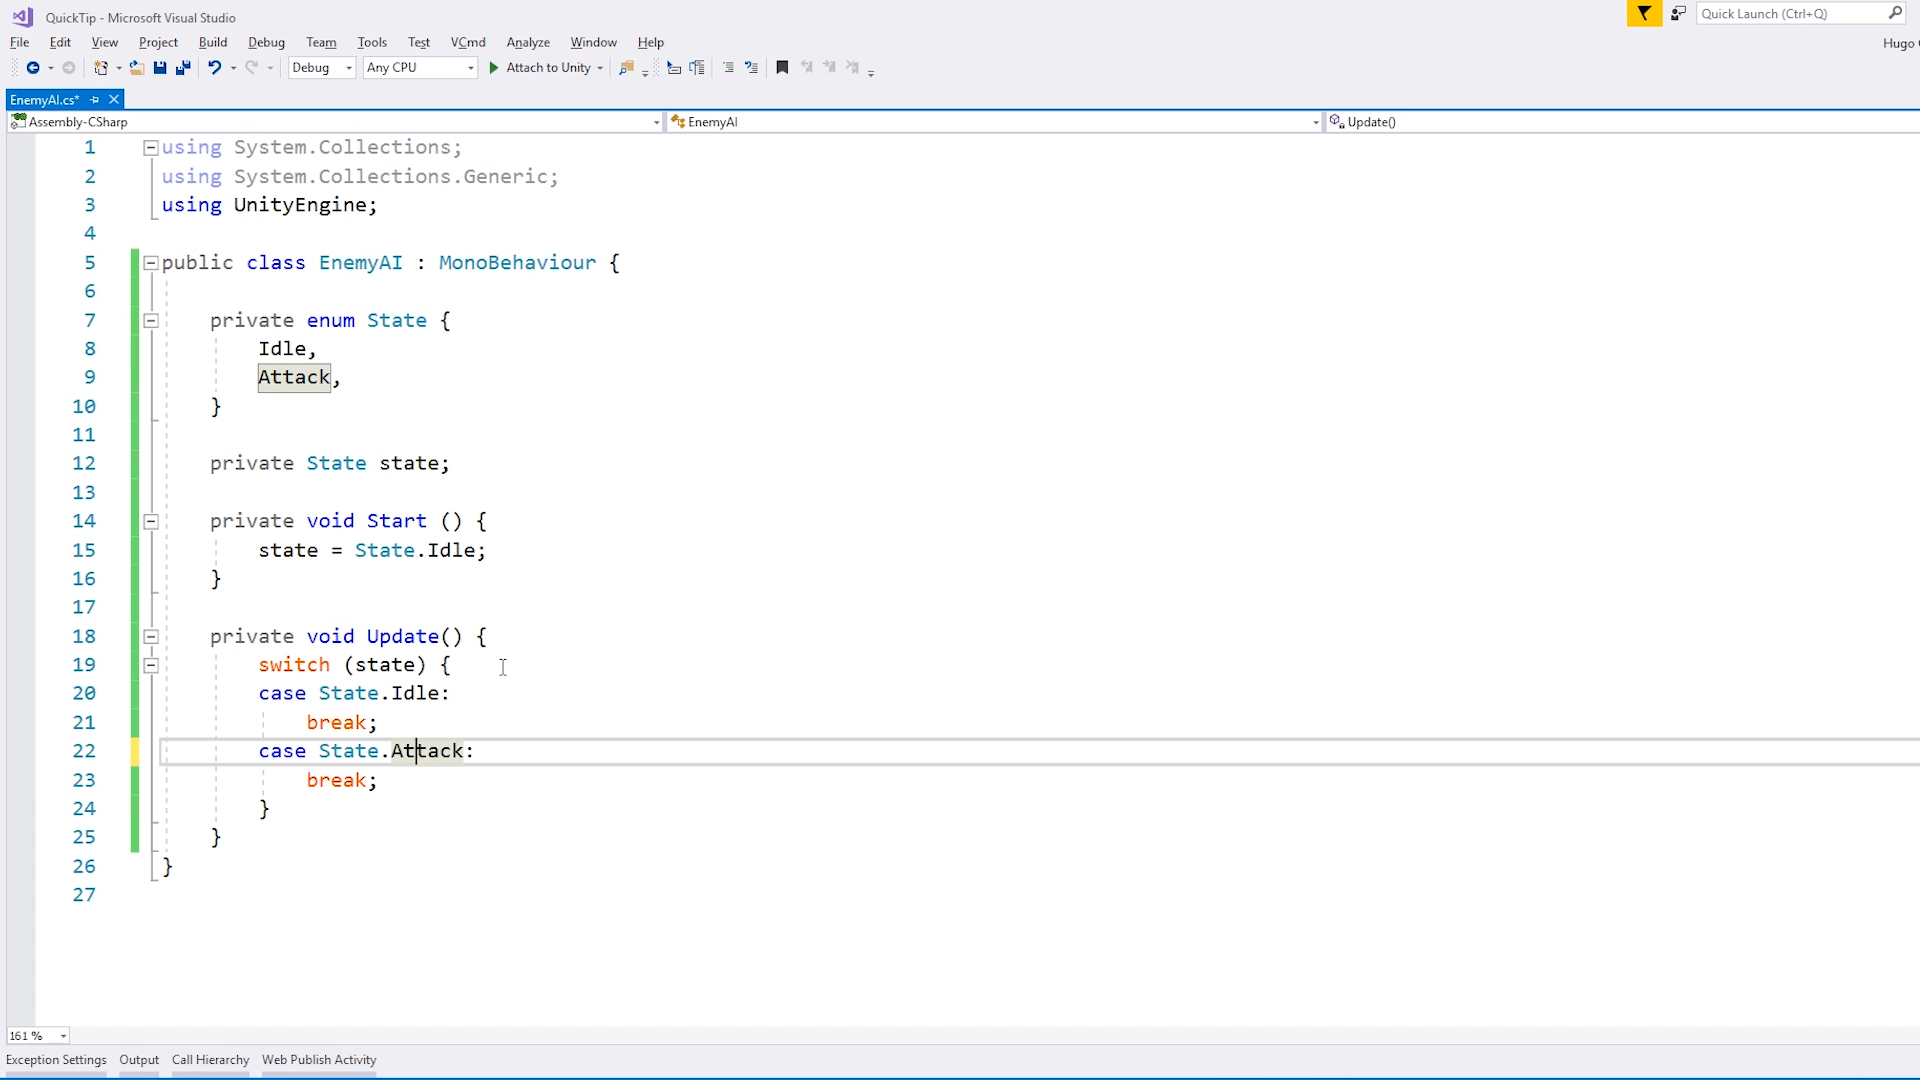 QuickTip - Microsoft Visual Studio
Quick Launch (Ctrl+Q)
File Edit View Project Build Debug Team Tools Test VCmd Analyze Window Help
Hugo
Debug Any CPU Attach to Unity
EnemyAI.cs*
Assembly-CSharp EnemyAI Update()
1 using System.Collections;
2 using System.Collections.Generic;
3 using UnityEngine;
4
5 public class EnemyAI : MonoBehaviour {
6
7 private enum State {
8 Idle,
9 Attack,
10 }
11
12 private State state;
13
14 private void Start () {
15 state = State.Idle;
16 }
17
18 private void Update() {
19 switch (state) {
20 case State.Idle:
21 break;
22 case State.Attack:
23 break;
24 }
25 }
26 }
27
161 %
Exception Settings Output Call Hierarchy Web Publish Activity